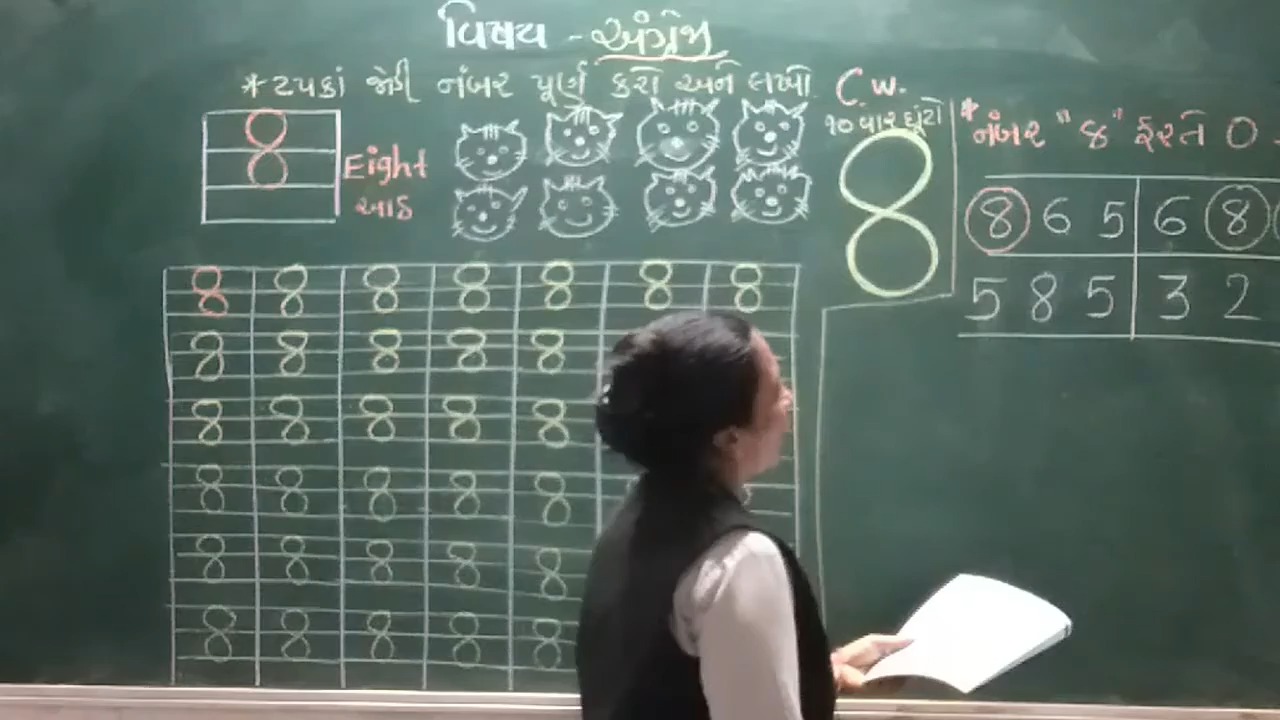 વિષય - અંગ્રેજી
* ટપકાં જોડી નંબર પૂર્ણ કરો અને લખો
C.w.
૧૦ વાર ઘૂંટો
8
Eight
આઠ
8
* નંબર "8" ફરતે O
8 6 5 6 8
5 8 5 3 2
8 8 8 8 8 8 8
8 8 8 8 8
8 8 8 8 8
8 8 8 8 8
8 8 8 8 8
8 8 8 8 8